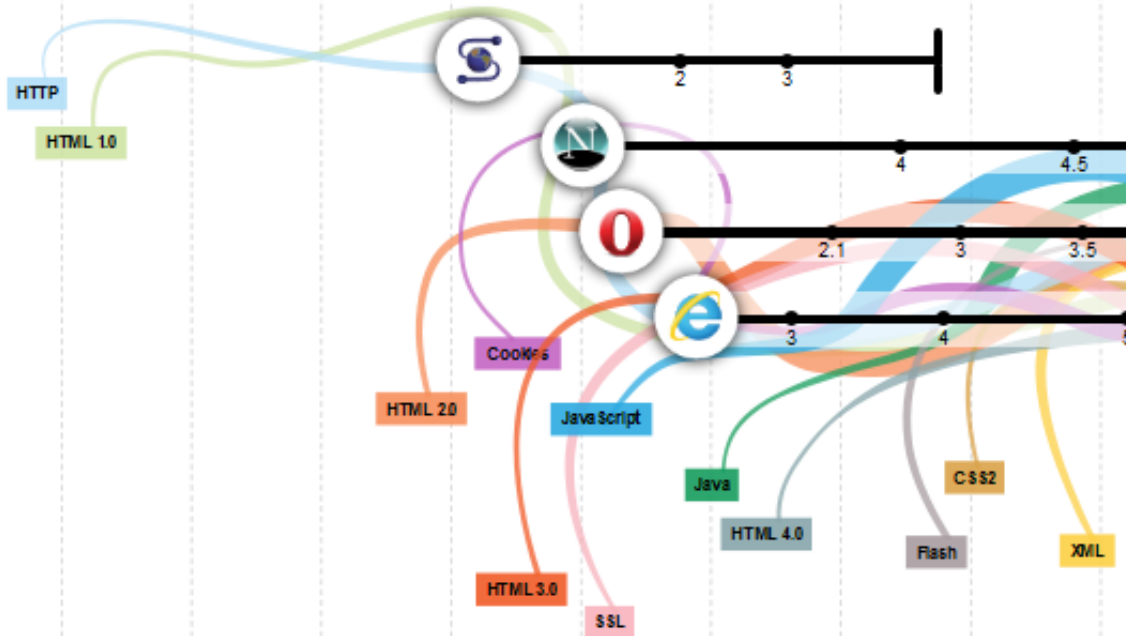 2
3
HTTP
HTML 1.0
N
4
4.5
O
2.1
3
3.5
e
3
4
Cookies
HTML 2.0
JavaScript
Java
CSS2
HTML 4.0
Flash
XML
HTML 3.0
SSL